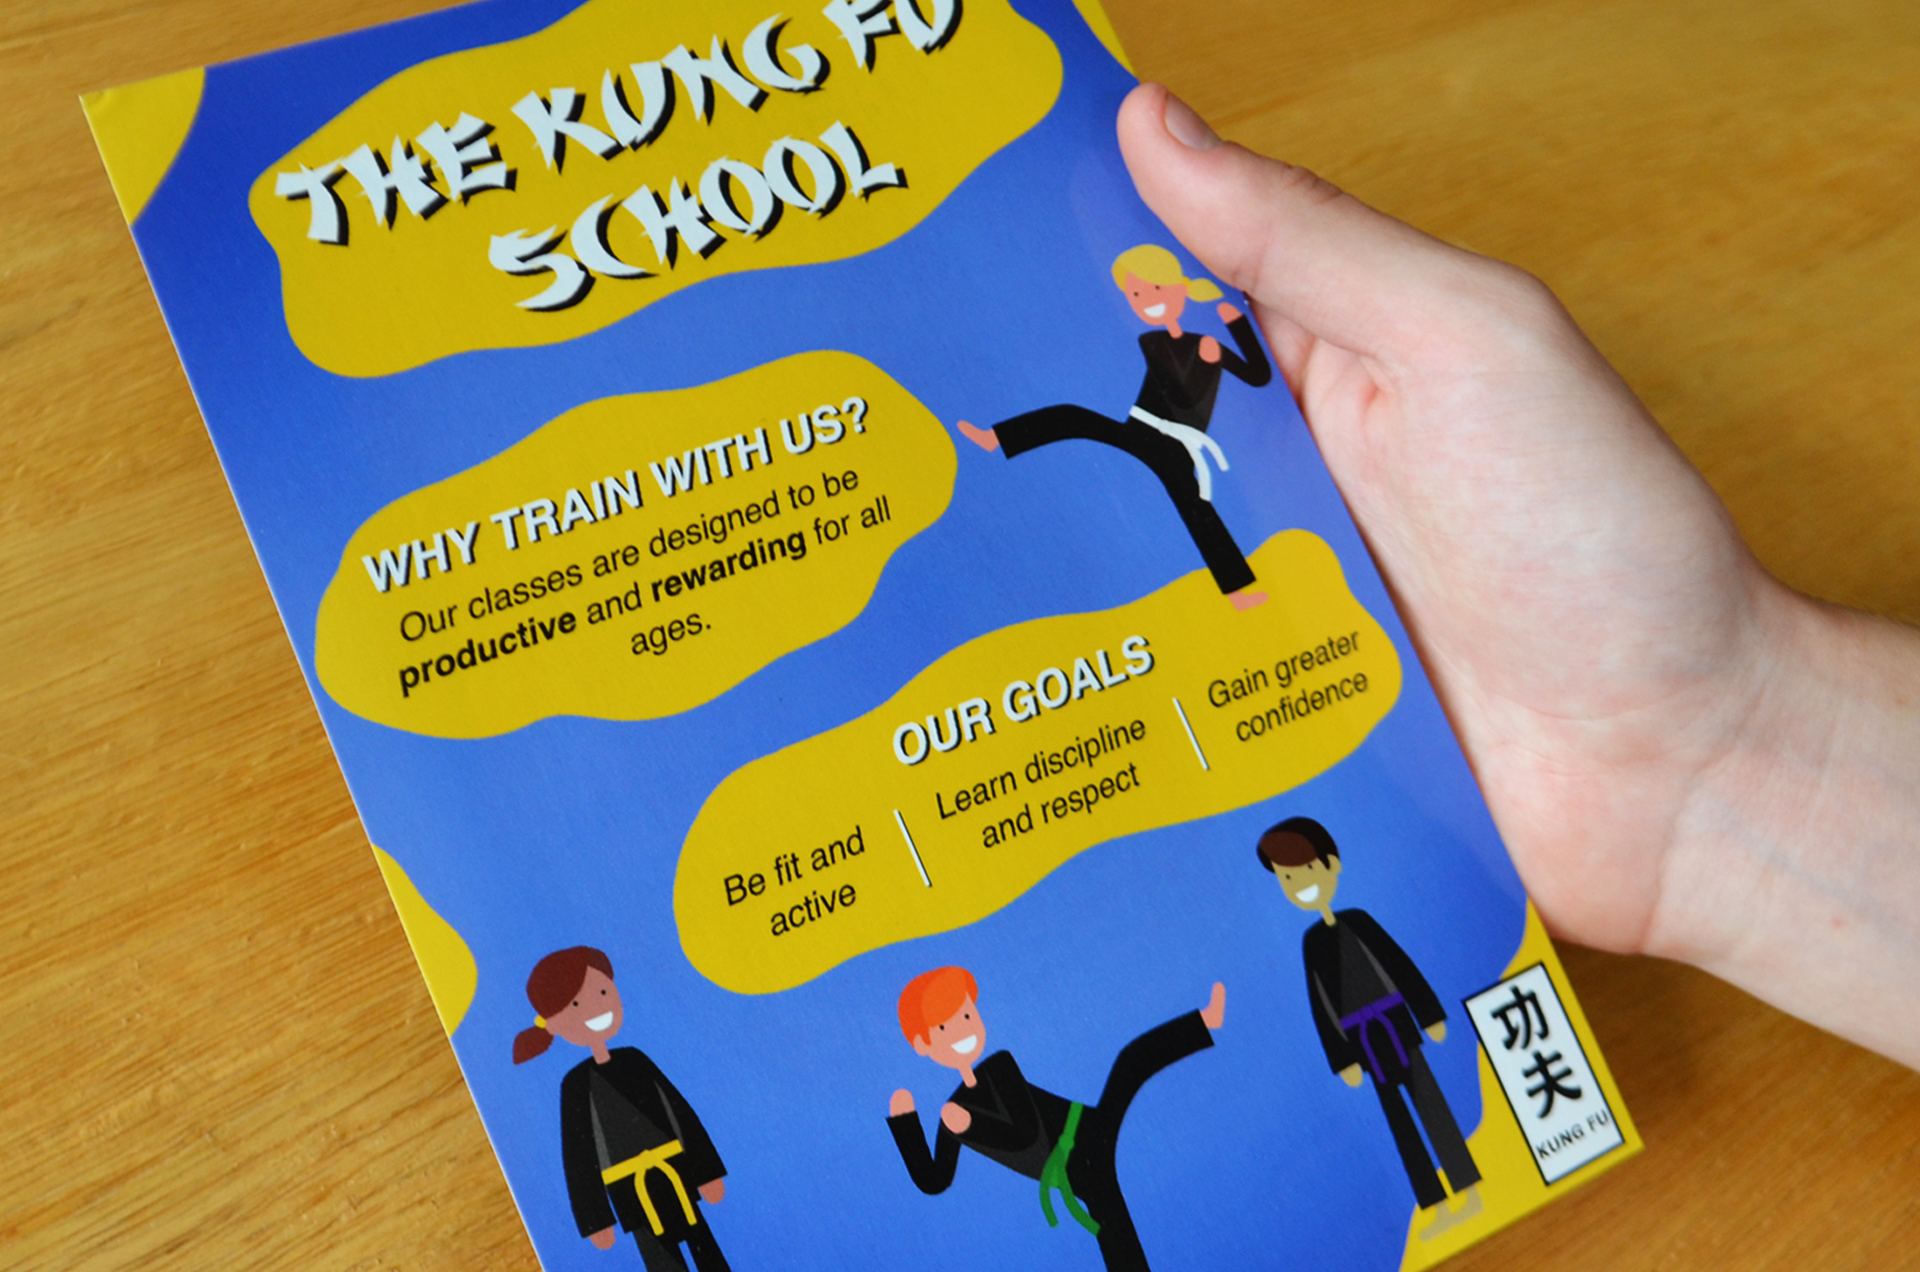 THE KUNG FU
SCHOOL
WHY TRAIN WITH US?
Our classes are designed to be
productive and rewarding for all
ages.
OUR GOALS
Be fit and
active
Learn discipline
and respect
Gain greater
confidence
功
夫
KUNG FU